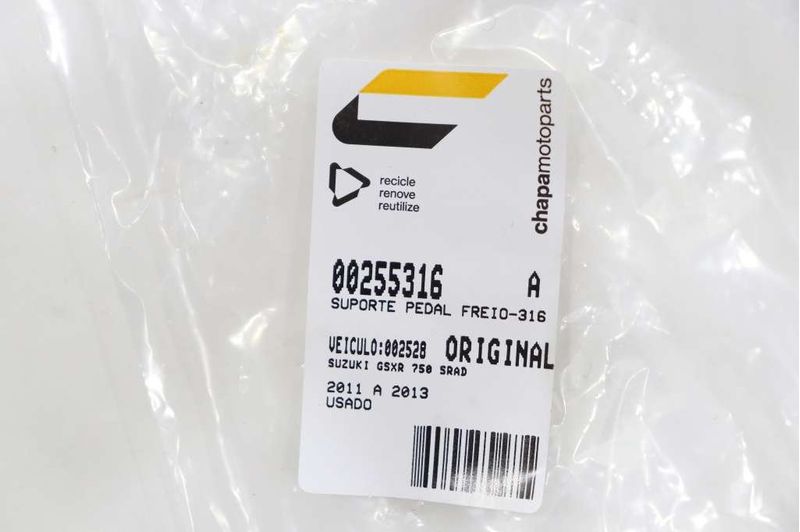 chapamotoparts
recicle
renove
reutilize
00255316 A
SUPORTE PEDAL FREIO-316
VEICULO:002528 ORIGINAL
SUZUKI GSXR 750 SRAD
2011 A 2013
USADO